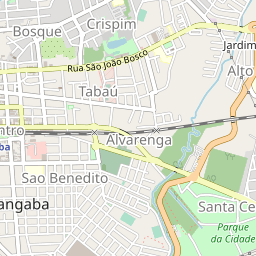 Crispim
Bosque
Jardim
Rua São João Bosco
Alto
Tabaú
ntro
Alvarenga
ba
Sao Benedito
angaba
Santa Ce
Parque
da Cidade